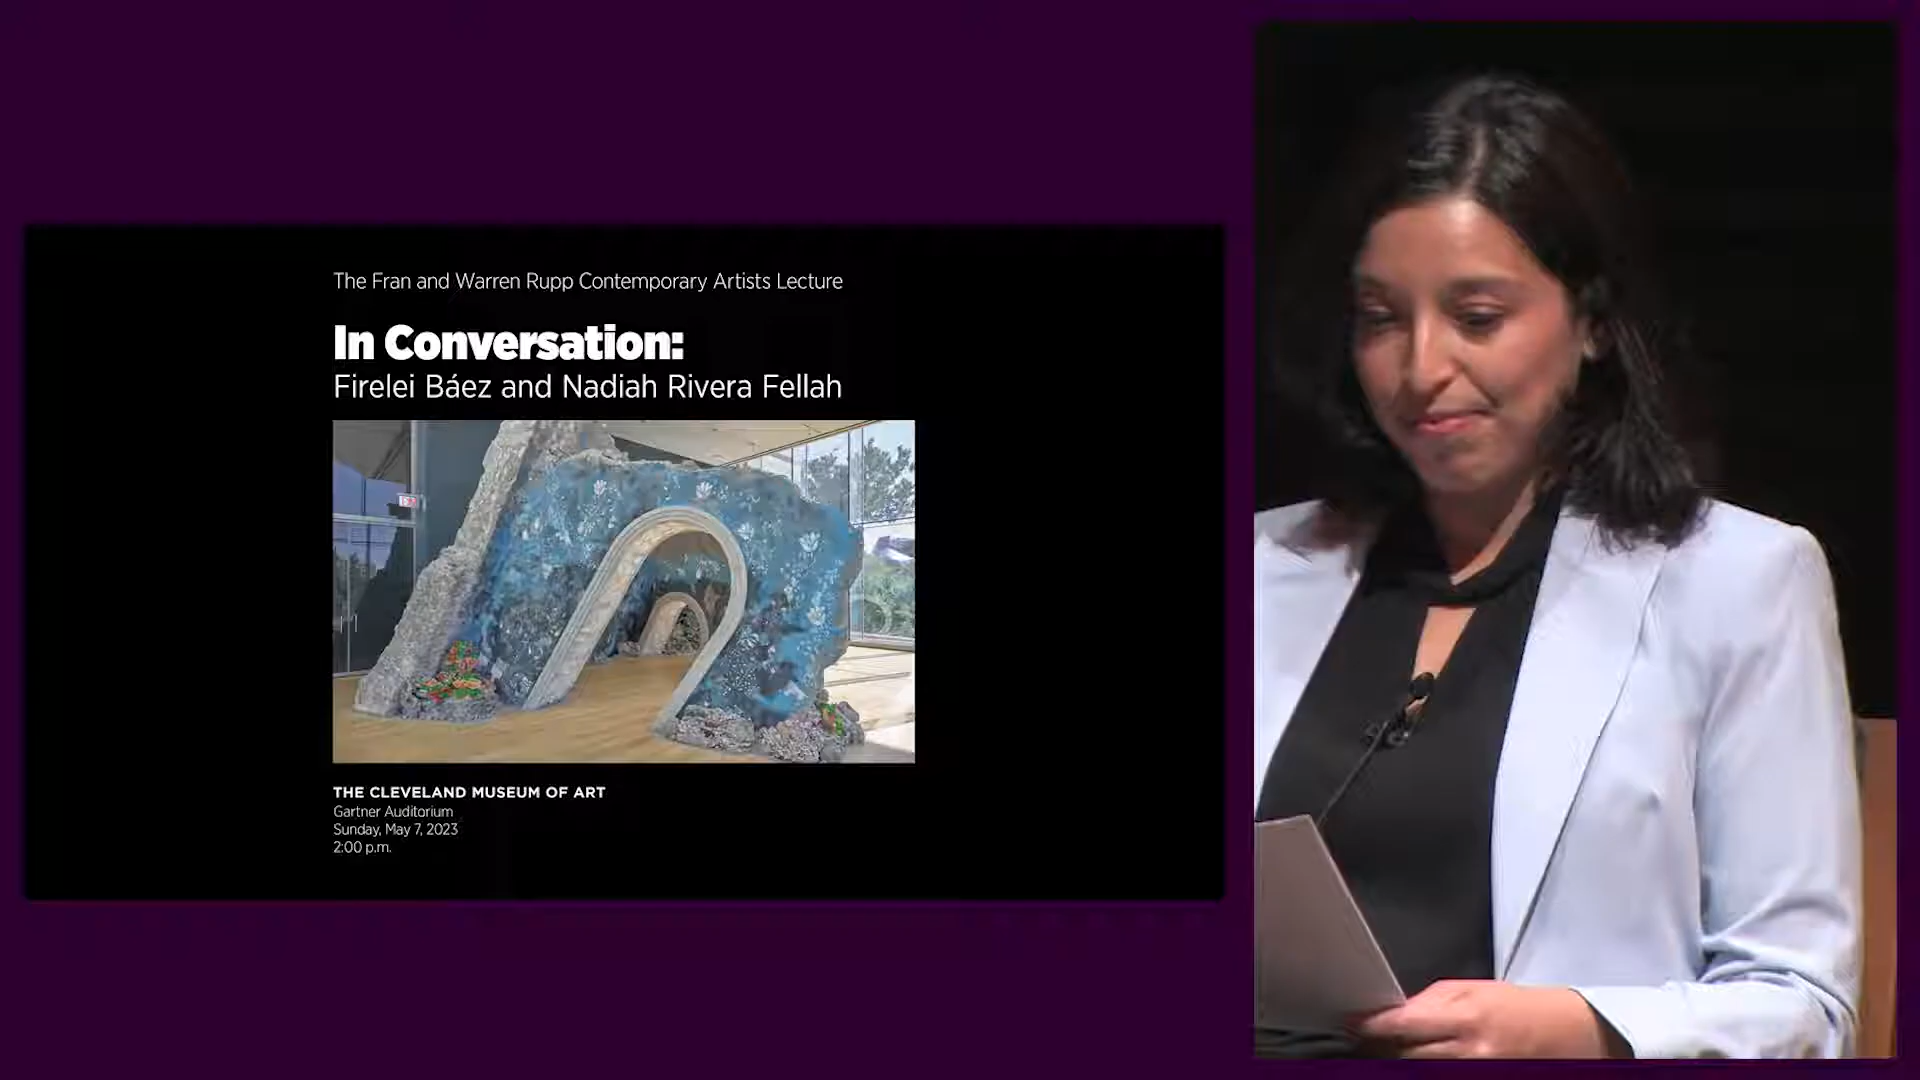 The Fran and Warren Rupp Contemporary Artists Lecture
In Conversation:
Firelei Báez and Nadiah Rivera Fellah
THE CLEVELAND MUSEUM OF ART
Gartner Auditorium
Sunday, May 7, 2023
2:00 p.m.